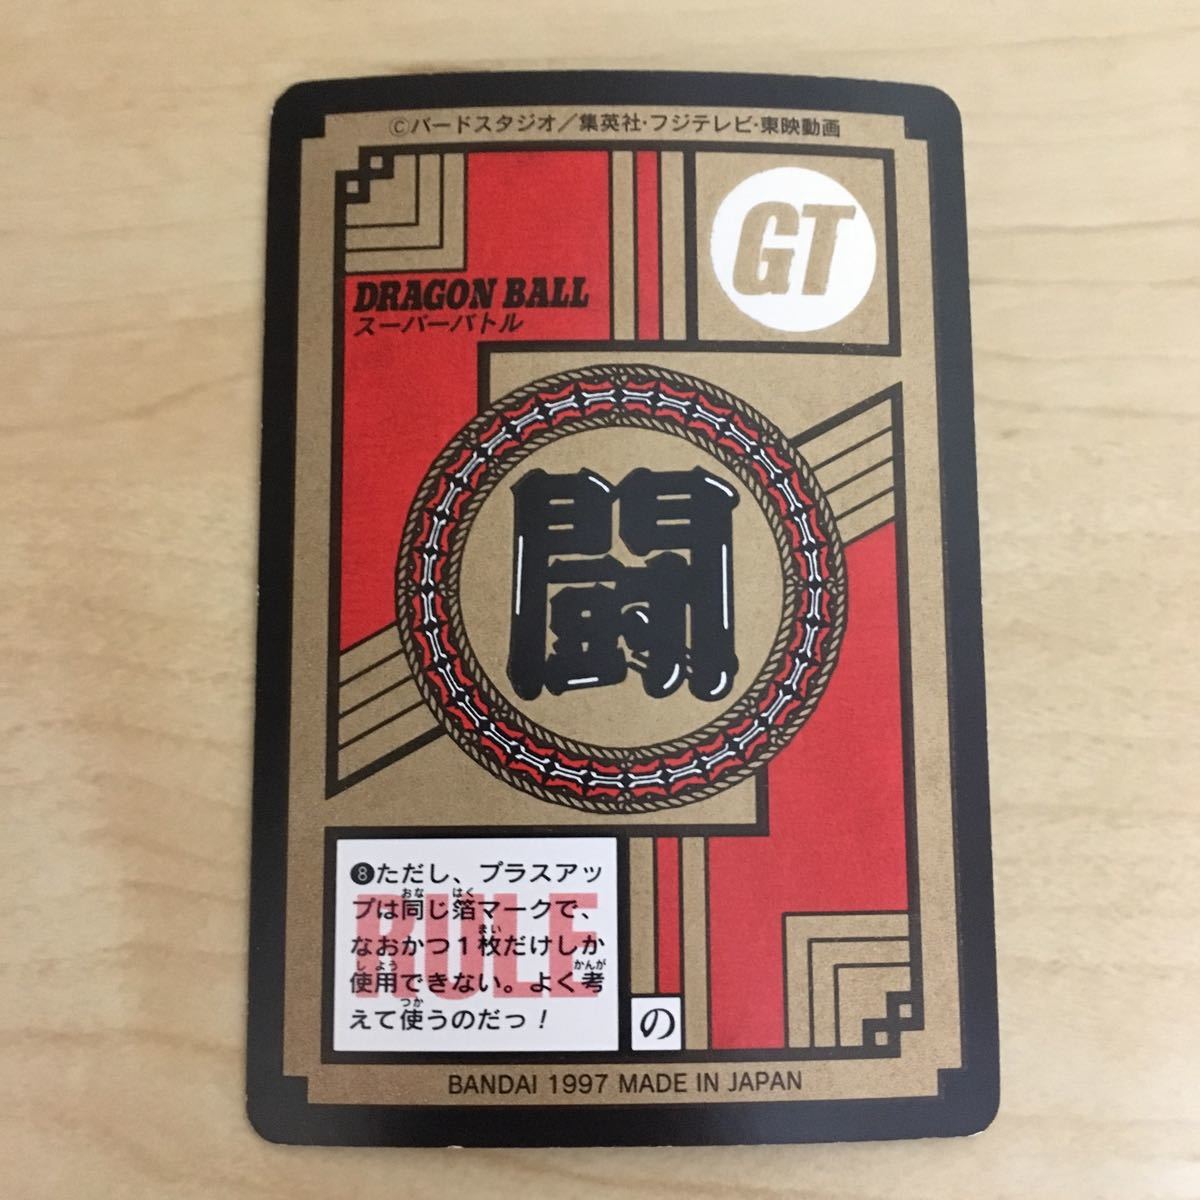 ©バードスタジオ／集英社・フジテレビ・東映動画
GT
DRAGON BALL
スーパーバトル
闘
RULE
❽ただし、プラスアッ
プは同じ箔マークで、
なおかつ１枚だけしか
使用できない。よく考
えて使うのだっ！
の
BANDAI 1997 MADE IN JAPAN